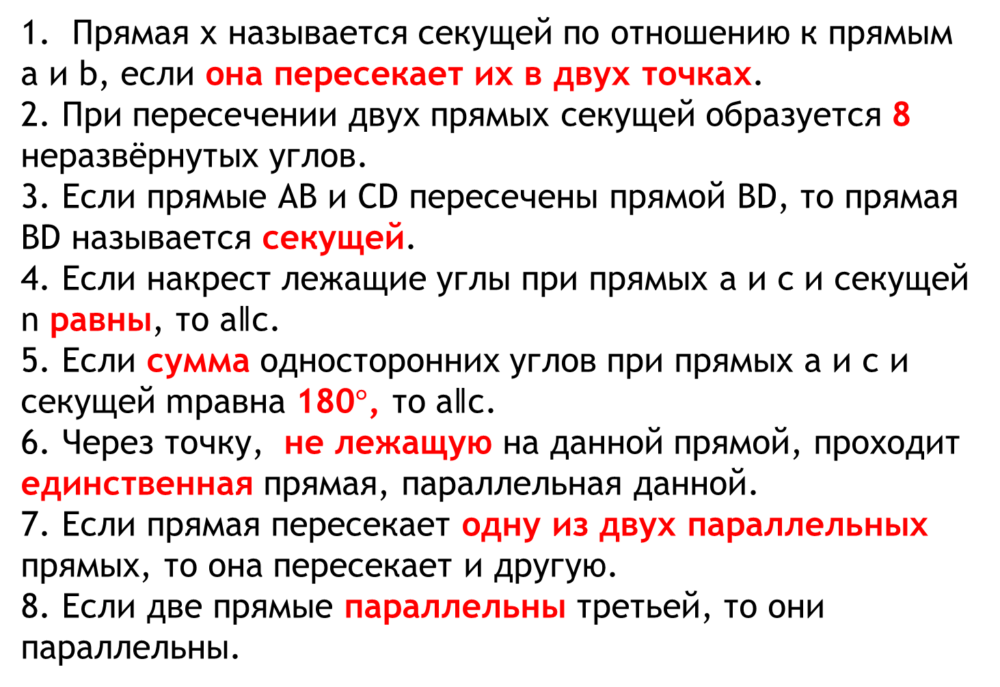 1.  Прямая х называется секущей по отношению к прямым
а и b, если она пересекает их в двух точках.
2. При пересечении двух прямых секущей образуется 8
неразвёрнутых углов.
3. Если прямые АВ и CD пересечены прямой BD, то прямая
BD называется секущей.
4. Если накрест лежащие углы при прямых а и с и секущей
n равны, то а‖с.
5. Если сумма односторонних углов при прямых а и с и
секущей mравна 180°, то а‖с.
6. Через точку,  не лежащую на данной прямой, проходит
единственная прямая, параллельная данной.
7. Если прямая пересекает одну из двух параллельных
прямых, то она пересекает и другую.
8. Если две прямые параллельны третьей, то они
параллельны.